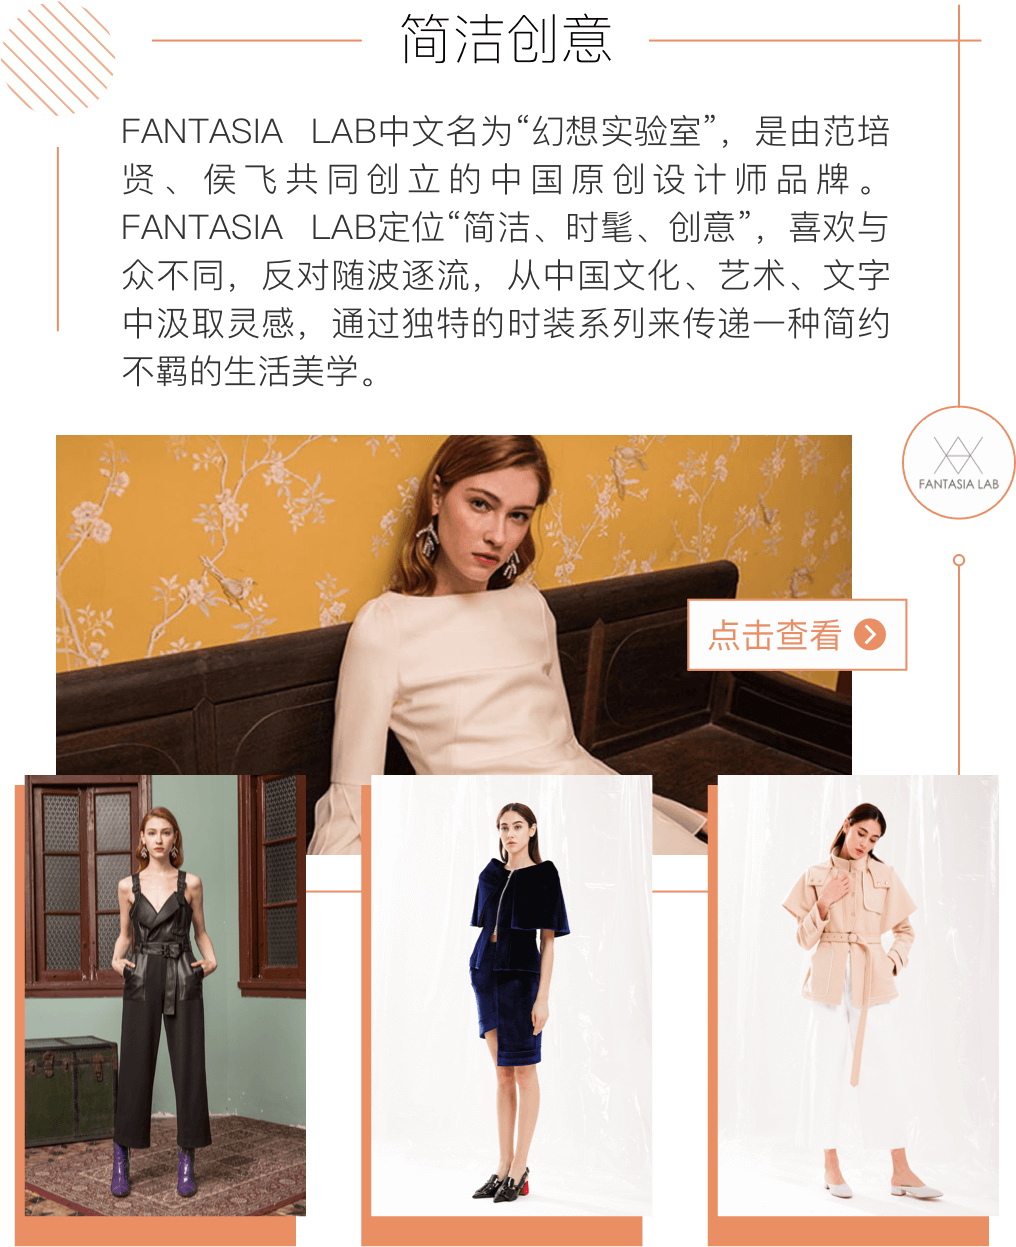 简洁创意
FANTASIA LAB中文名为“幻想实验室”，是由范培
贤、侯飞共同创立的中国原创设计师品牌。
FANTASIA LAB定位“简洁、时髦、创意”，喜欢与
众不同，反对随波逐流，从中国文化、艺术、文字
中汲取灵感，通过独特的时装系列来传递一种简约
不羁的生活美学。
FANTASIA LAB
点击查看